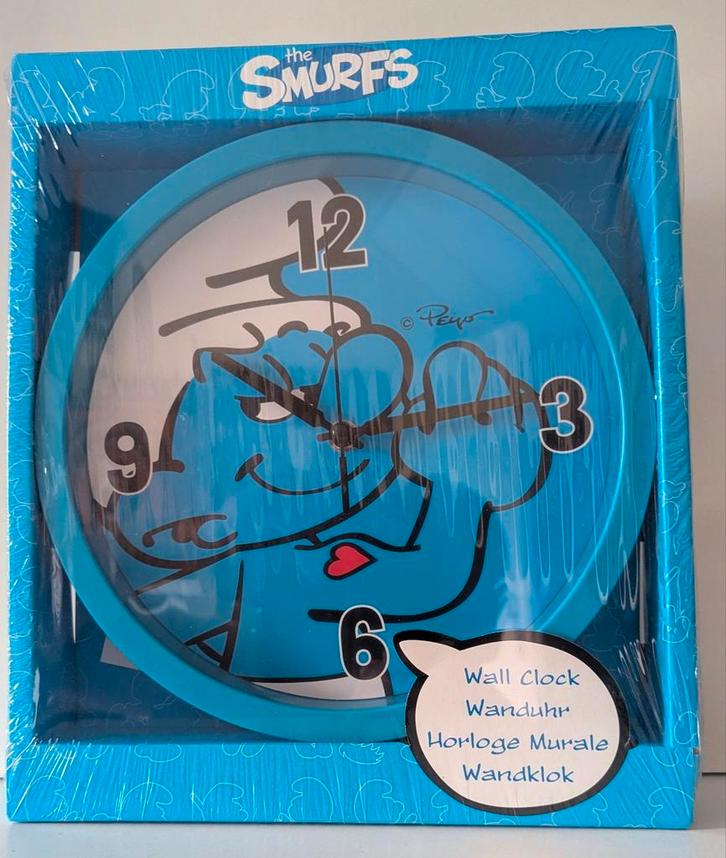 the
SMURFS
12
© Peyo
9
3
6
Wall Clock
Wanduhr
Horloge Murale
Wandklok